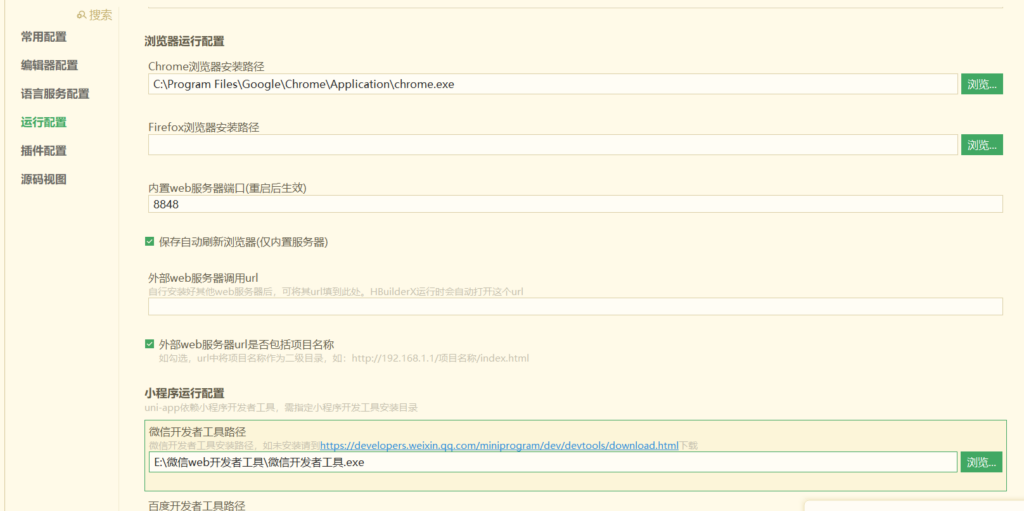 搜索
常用配置
编辑器配置
语言服务配置
运行配置
插件配置
源码视图
浏览器运行配置
Chrome浏览器安装路径
C:\Program Files\Google\Chrome\Application\chrome.exe
浏览...
Firefox浏览器安装路径
浏览...
内置web服务器端口(重启后生效)
8848
保存自动刷新浏览器(仅内置服务器)
外部web服务器调用url
自行安装好其他web服务器后，可将其url填到此处。HBuilderX运行时会自动打开这个url
外部web服务器url是否包括项目名称
如勾选，url中将项目名称作为二级目录，如：http://192.168.1.1/项目名称/index.html
小程序运行配置
uni-app依赖小程序开发者工具，需指定小程序开发工具安装目录
微信开发者工具路径
微信开发者工具安装路径，如未安装请到https://developers.weixin.qq.com/miniprogram/dev/devtools/download.html下载
E:\微信web开发者工具\微信开发者工具.exe
浏览...
百度开发者工具路径